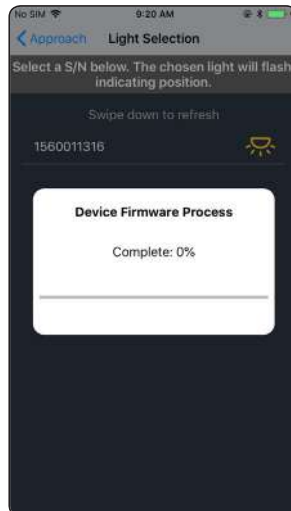 No SIM 9:20 AM
Approach Light Selection
Select a S/N below. The chosen light will flash
indicating position.
Swipe down to refresh
1560011316
Device Firmware Process
Complete: 0%